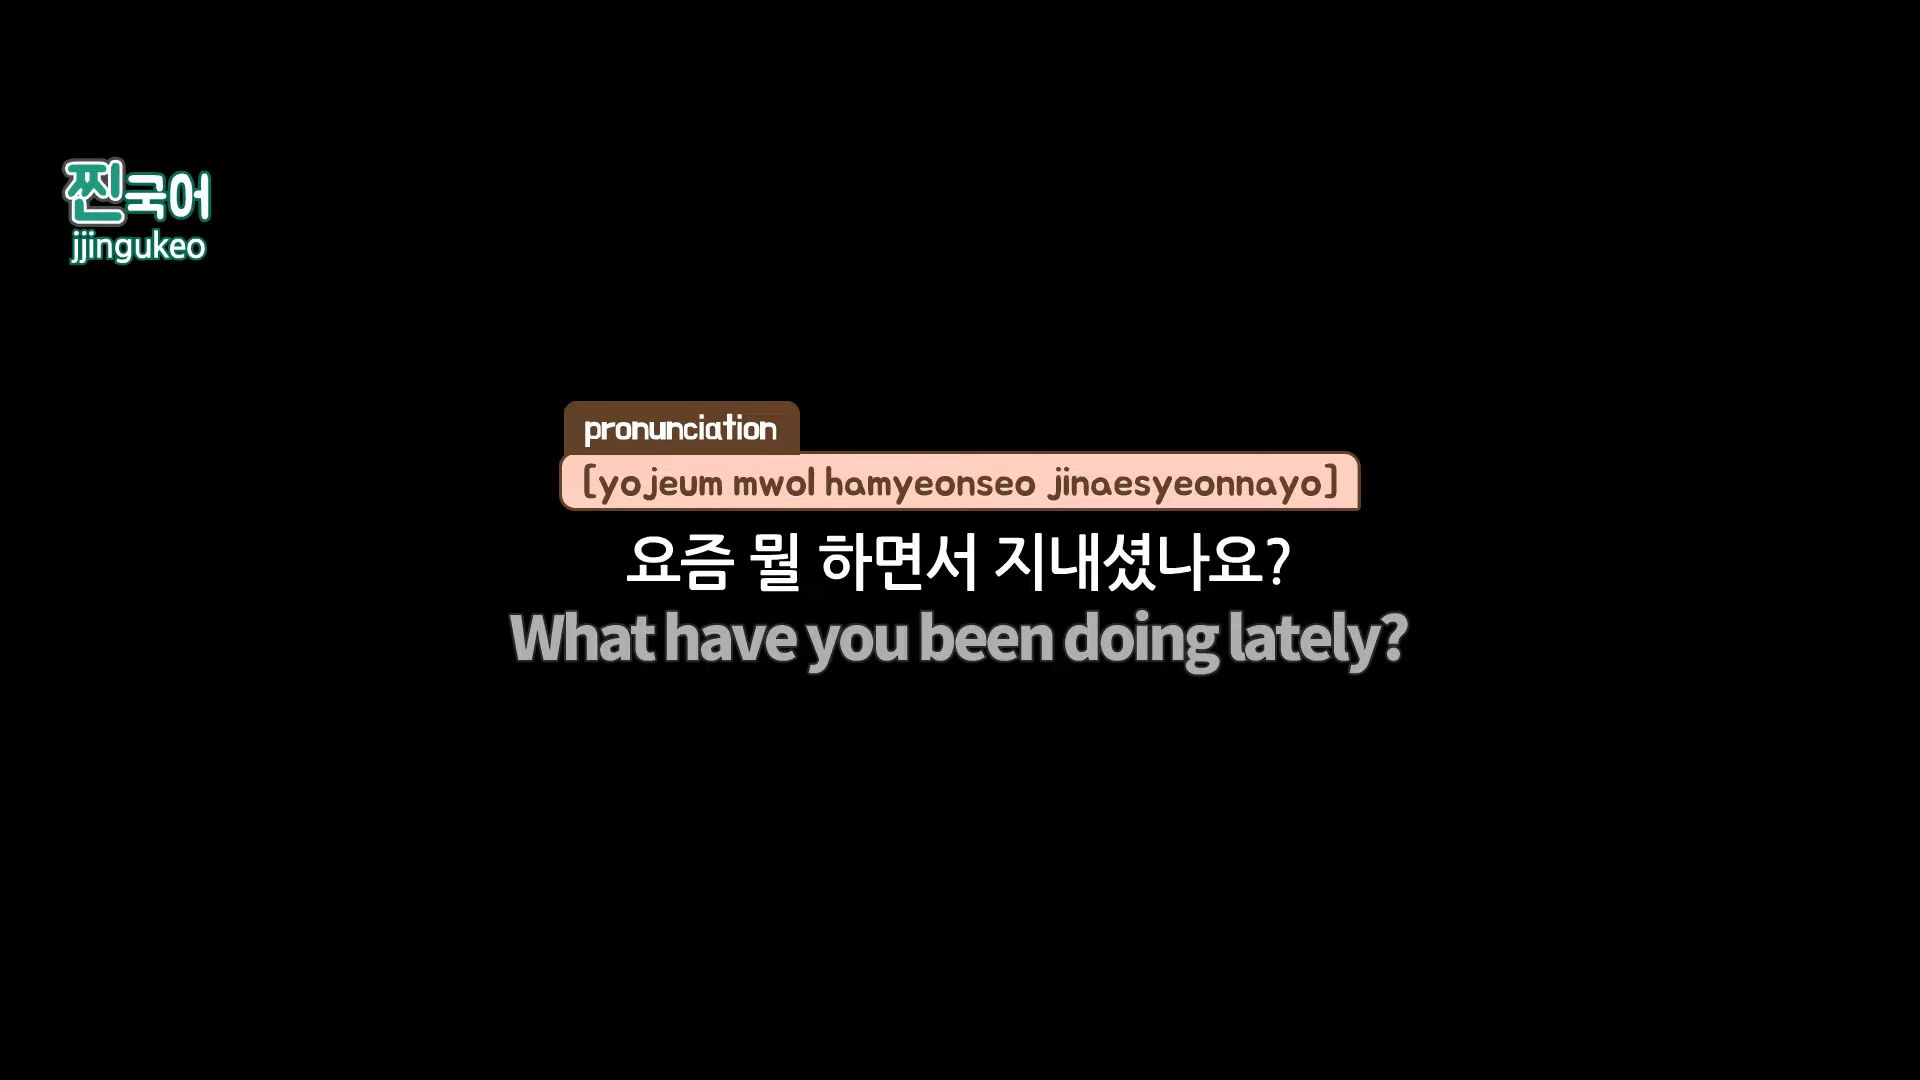 찐국어
jjingukeo
pronunciation
[yojeum mwol hamyeonseo jinaesyeonnayo]
요즘 뭘 하면서 지내셨나요?
What have you been doing lately?